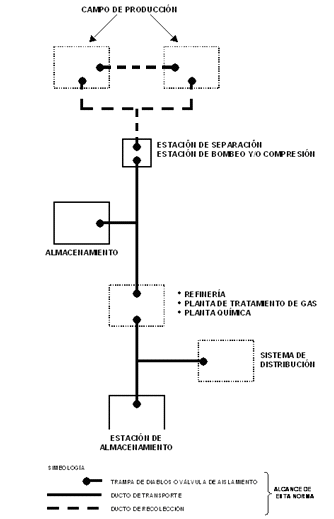 CAMPO DE PRODUCCIÓN
ESTACIÓN DE SEPARACIÓN
ESTACIÓN DE BOMBEO Y/O COMPRESIÓN
ALMACENAMIENTO
• REFINERÍA
• PLANTA DE TRATAMIENTO DE GAS
• PLANTA QUÍMICA
SISTEMA DE
DISTRIBUCIÓN
ESTACIÓN DE
ALMACENAMIENTO
SIMBOLOGÍA
TRAMPA DE DIABLOS O VÁLVULA DE AISLAMIENTO
DUCTO DE TRANSPORTE
DUCTO DE RECOLECCIÓN
ALCANCE DE
ESTA NORMA